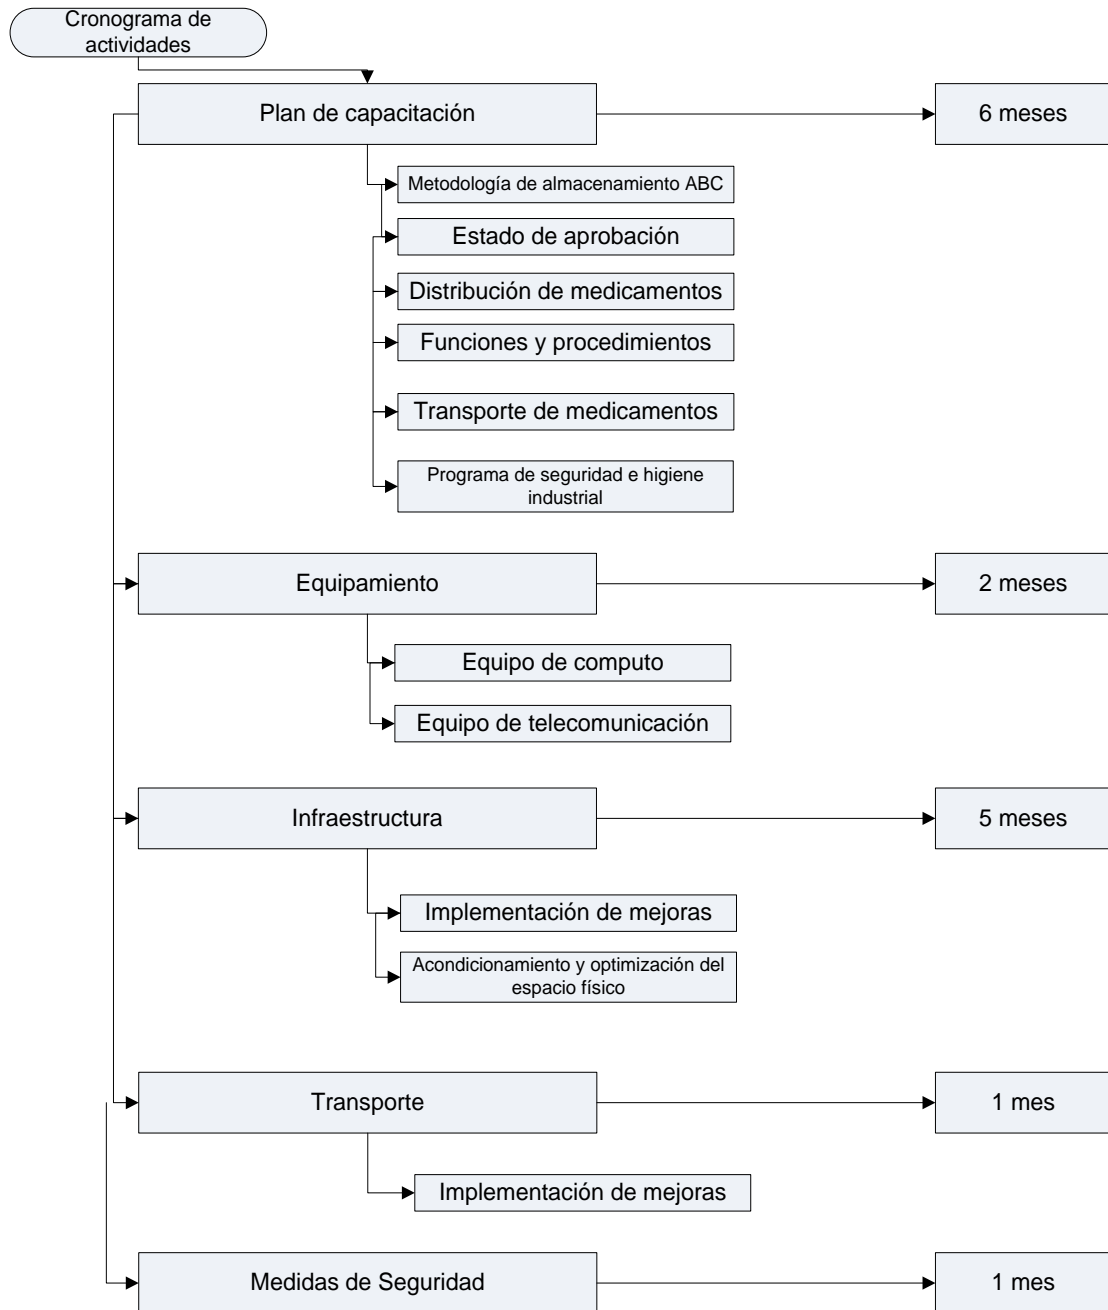 Cronograma de
actividades
Plan de capacitación
6 meses
Metodología de almacenamiento ABC
Estado de aprobación
Distribución de medicamentos
Funciones y procedimientos
Transporte de medicamentos
Programa de seguridad e higiene
industrial
Equipamiento
2 meses
Equipo de computo
Equipo de telecomunicación
Infraestructura
5 meses
Implementación de mejoras
Acondicionamiento y optimización del
espacio físico
Transporte
1 mes
Implementación de mejoras
Medidas de Seguridad
1 mes